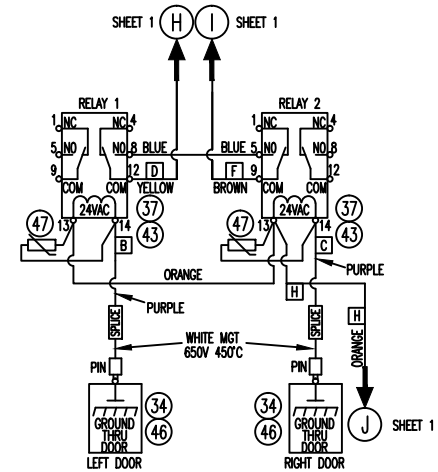 SHEET 1 H I SHEET 1
RELAY 1 RELAY 2
1 NC NC 4 1 NC NC 4
5 NO NO 8 BLUE BLUE 5 NO NO 8
9 12 D F 9 12
COM COM YELLOW BROWN COM COM
24VAC 37 24VAC 37
47 13 14 43 47 13 14 43
B C
ORANGE PURPLE
H
PURPLE H
SPLICE SPLICE
WHITE MGT
650V 450°C
ORANGE
PIN PIN
J SHEET 1
GROUND THRU DOOR 34 46
GROUND THRU DOOR 34 46
LEFT DOOR RIGHT DOOR